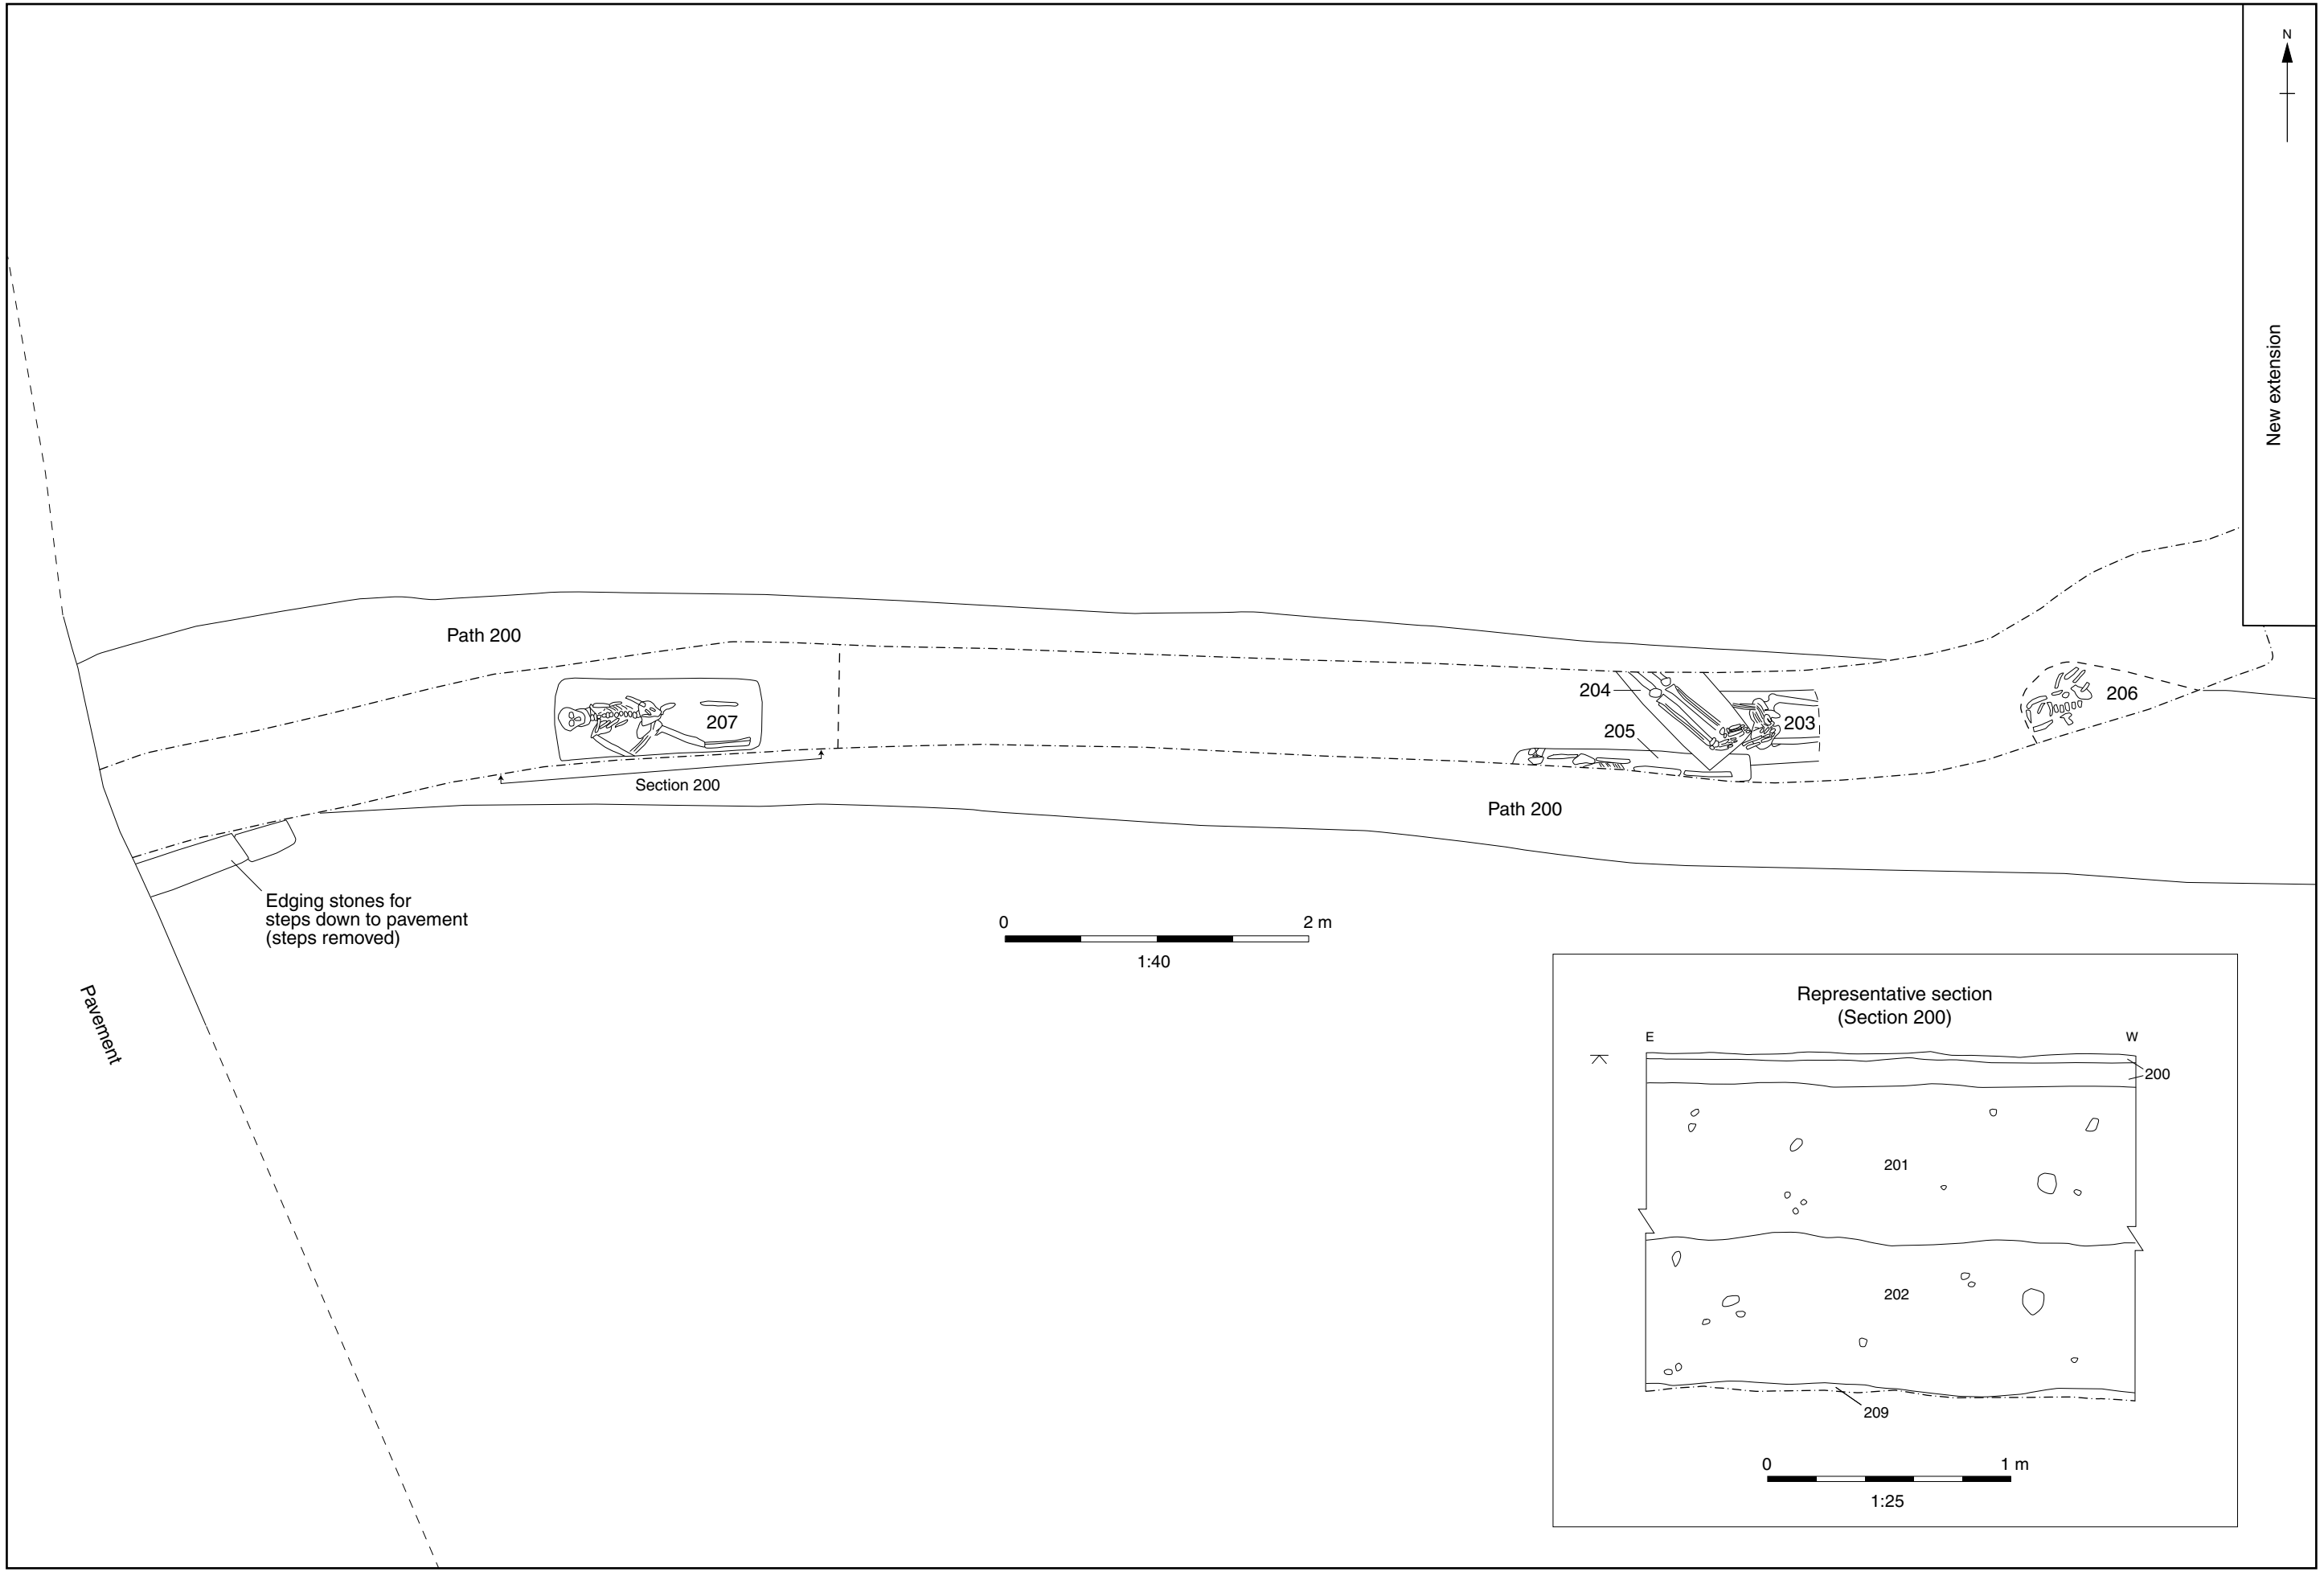 N
New extension
Path 200
204
206
207
203
205
Section 200
Path 200
Edging stones for
steps down to pavement
(steps removed)
0 2 m
1:40
Pavement
Representative section
(Section 200)
E W
200
201
202
209
0 1 m
1:25